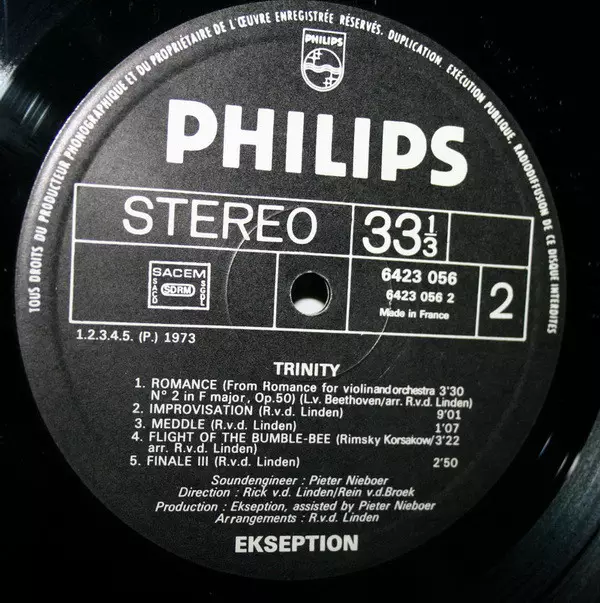 TOUS DROITS DU PRODUCTEUR PHONOGRAPHIQUE ET DU PROPRIÉTAIRE DE L'ŒUVRE ENREGISTRÉE RÉSERVÉS. DUPLICATION, EXÉCUTION PUBLIQUE, RADIODIFFUSION DE CE DISQUE INTERDITES
PHILIPS
PHILIPS
STEREO 33 1/3
SACEM
SACD SDRM SGDL
6423 056
6423 056 2
Made in France
2
1.2.3.4.5. (P.) 1973
TRINITY
1. ROMANCE (From Romance for violinandorchestra 3'30
N° 2 in F major, Op.50) (L.v. Beethoven/arr. R.v.d. Linden)
2. IMPROVISATION (R.v.d. Linden) 9'01
3. MEDDLE (R.v.d. Linden) 1'07
4. FLIGHT OF THE BUMBLE-BEE (Rimsky Korsakow/3'22
arr. R.v.d. Linden)
5. FINALE III (R.v.d. Linden) 2'50
Soundengineer : Pieter Nieboer
Direction : Rick v.d. Linden/Rein v.d.Broek
Production : Ekseption, assisted by Pieter Nieboer
Arrangements : R.v.d. Linden
EKSEPTION